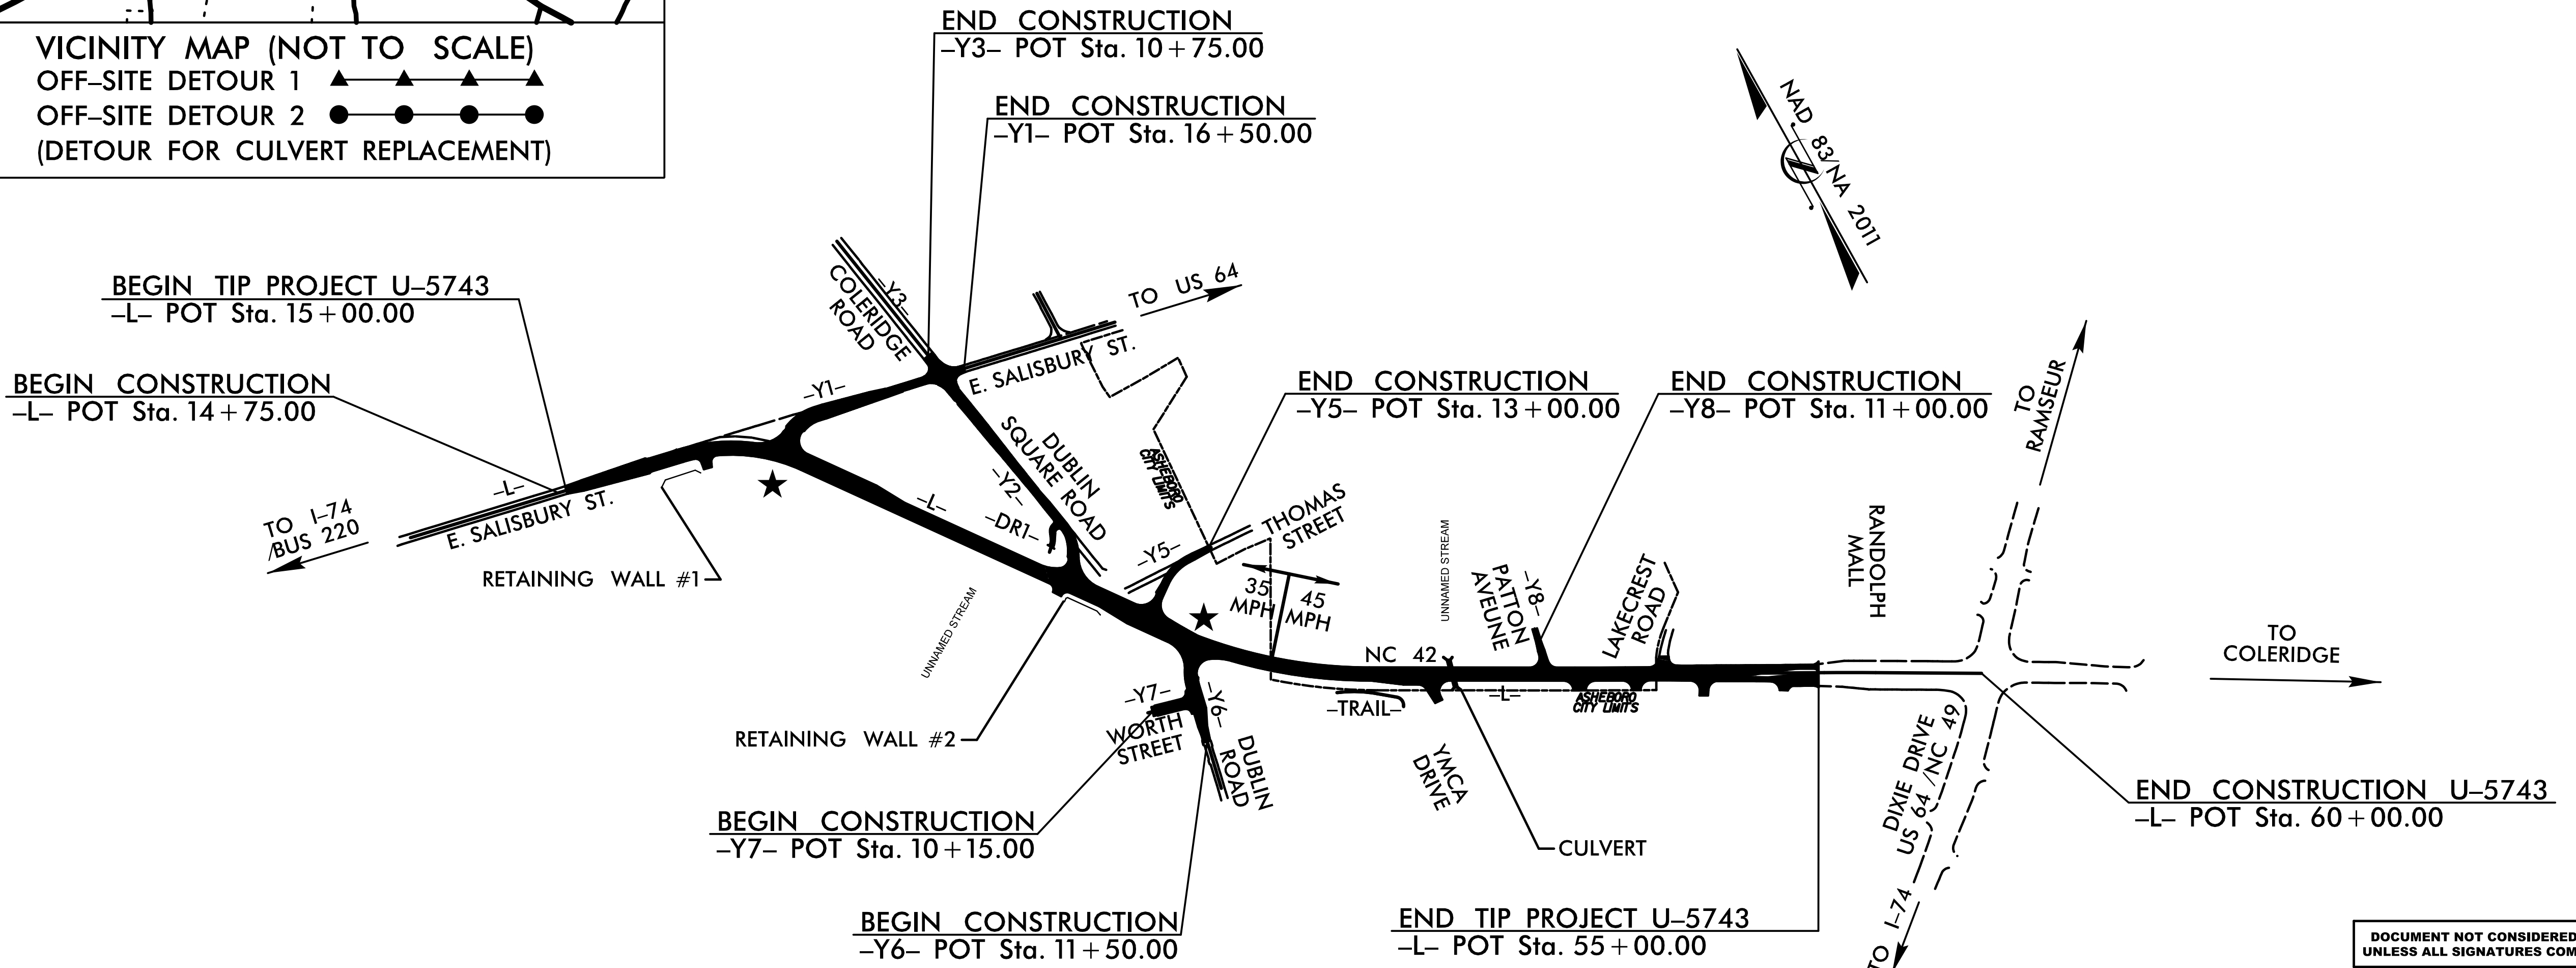 VICINITY MAP (NOT TO SCALE)
OFF–SITE DETOUR 1
OFF–SITE DETOUR 2
(DETOUR FOR CULVERT REPLACEMENT)
END CONSTRUCTION
–Y3– POT Sta. 10+75.00
END CONSTRUCTION
–Y1– POT Sta. 16+50.00
NAD 83/NA 2011
BEGIN TIP PROJECT U–5743
–L– POT Sta. 15+00.00
BEGIN CONSTRUCTION
–L– POT Sta. 14+75.00
–Y3–
COLERIDGE
ROAD
TO US 64
E. SALISBURY ST.
–Y1–
END CONSTRUCTION
–Y5– POT Sta. 13+00.00
END CONSTRUCTION
–Y8– POT Sta. 11+00.00
TO
RAMSEUR
–L–
E. SALISBURY ST.
TO I–74
/BUS 220
RETAINING WALL #1
–L–
DUBLIN
SQUARE ROAD
–Y2–
–DR1–
ASHEBORO
CITY LIMITS
THOMAS
STREET
–Y5–
35
MPH
45
MPH
UNNAMED STREAM
UNNAMED STREAM
–Y8–
PATTON
AVEUNE
LAKECREST
ROAD
RANDOLPH
MALL
TO
COLERIDGE
NC 42
–L–
ASHEBORO
CITY LIMITS
–TRAIL–
–Y7–
WORTH
STREET
–Y6–
DUBLIN
ROAD
YMCA
DRIVE
RETAINING WALL #2
DIXIE DRIVE
US 64 /NC 49
BEGIN CONSTRUCTION
–Y7– POT Sta. 10+15.00
CULVERT
END CONSTRUCTION U–5743
–L– POT Sta. 60+00.00
BEGIN CONSTRUCTION
–Y6– POT Sta. 11+50.00
END TIP PROJECT U–5743
–L– POT Sta. 55+00.00
TO I–74
DOCUMENT NOT CONSIDERED
UNLESS ALL SIGNATURES COM